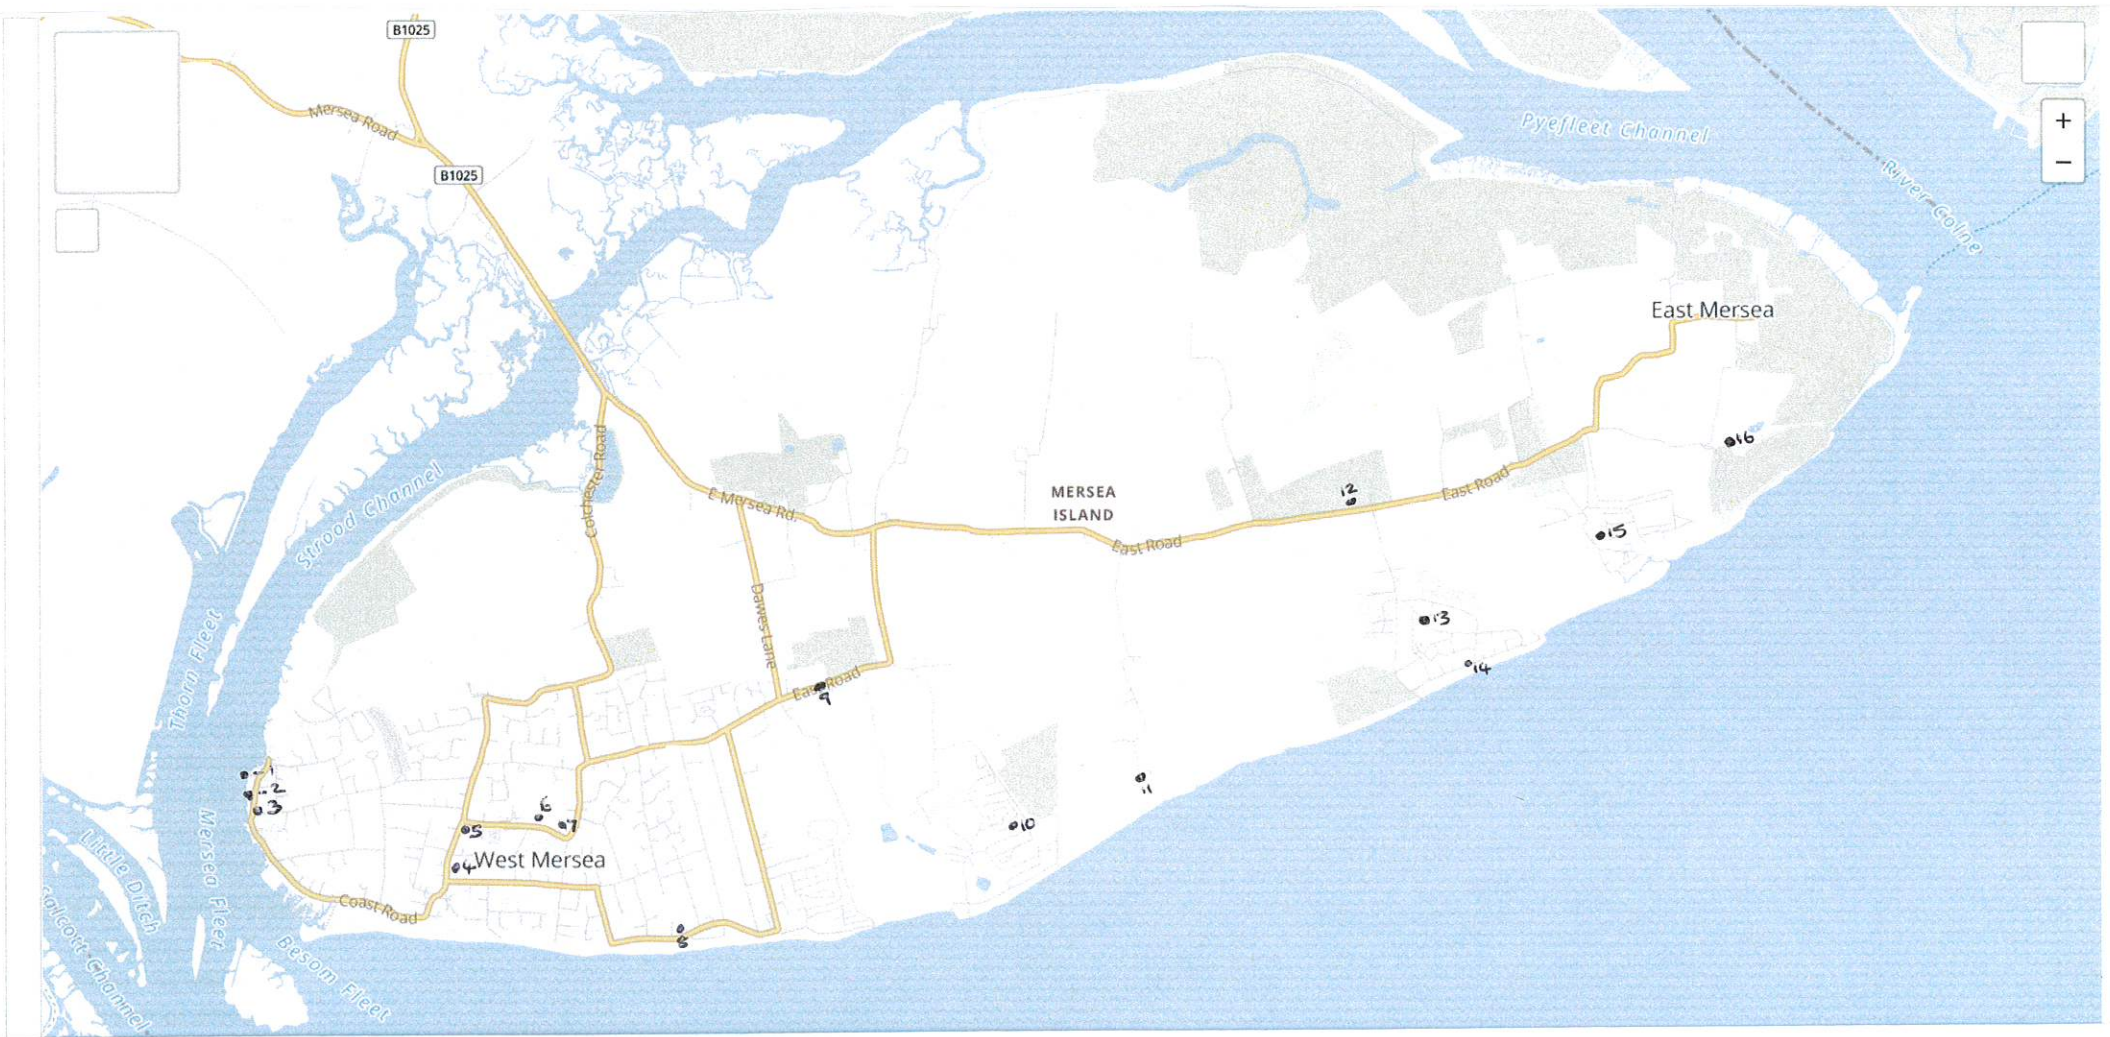 B1025
Mersea Road
B1025
Pyefleet Channel
River Colne
+
−
East Mersea
Colchester Road
Strood Channel
E Mersea Rd.
MERSEA
ISLAND
12
East Road
16
East Road
15
Dawes Lane
13
Thorn Fleet
14
East Road
9
1
2
3
11
6
5
7
10
4
West Mersea
Mersea Fleet
Little Ditch
Coast Road
8
Salcott Channel
Besom Fleet